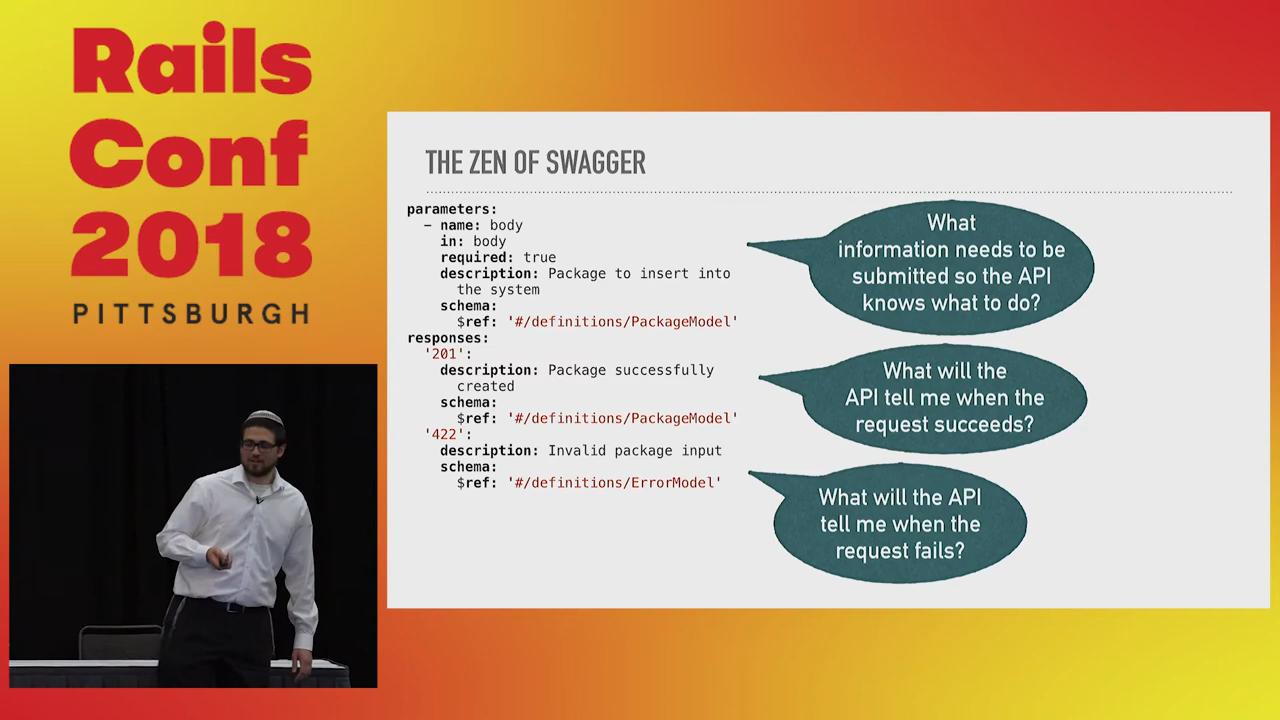 Rails
Conf
2018
PITTSBURGH
THE ZEN OF SWAGGER
parameters:
- name: body
in: body
required: true
description: Package to insert into
the system
schema:
$ref: '#/definitions/PackageModel'
responses:
'201':
description: Package successfully
created
schema:
$ref: '#/definitions/PackageModel'
'422':
description: Invalid package input
schema:
$ref: '#/definitions/ErrorModel'
What
information needs to be
submitted so the API
knows what to do?
What will the
API tell me when the
request succeeds?
What will the API
tell me when the
request fails?